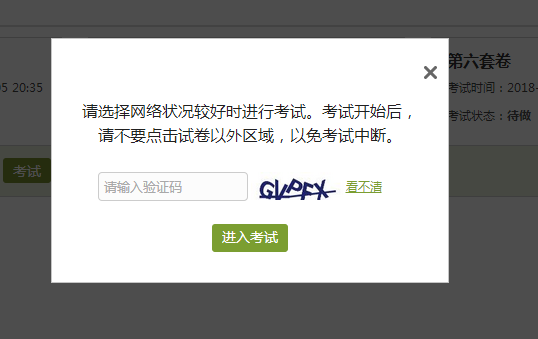 第六套卷
5 20:35
考试时间：2018-
考试状态：待做
考试
请选择网络状况较好时进行考试。考试开始后，
请不要点击试卷以外区域，以免考试中断。
请输入验证码
看不清
进入考试